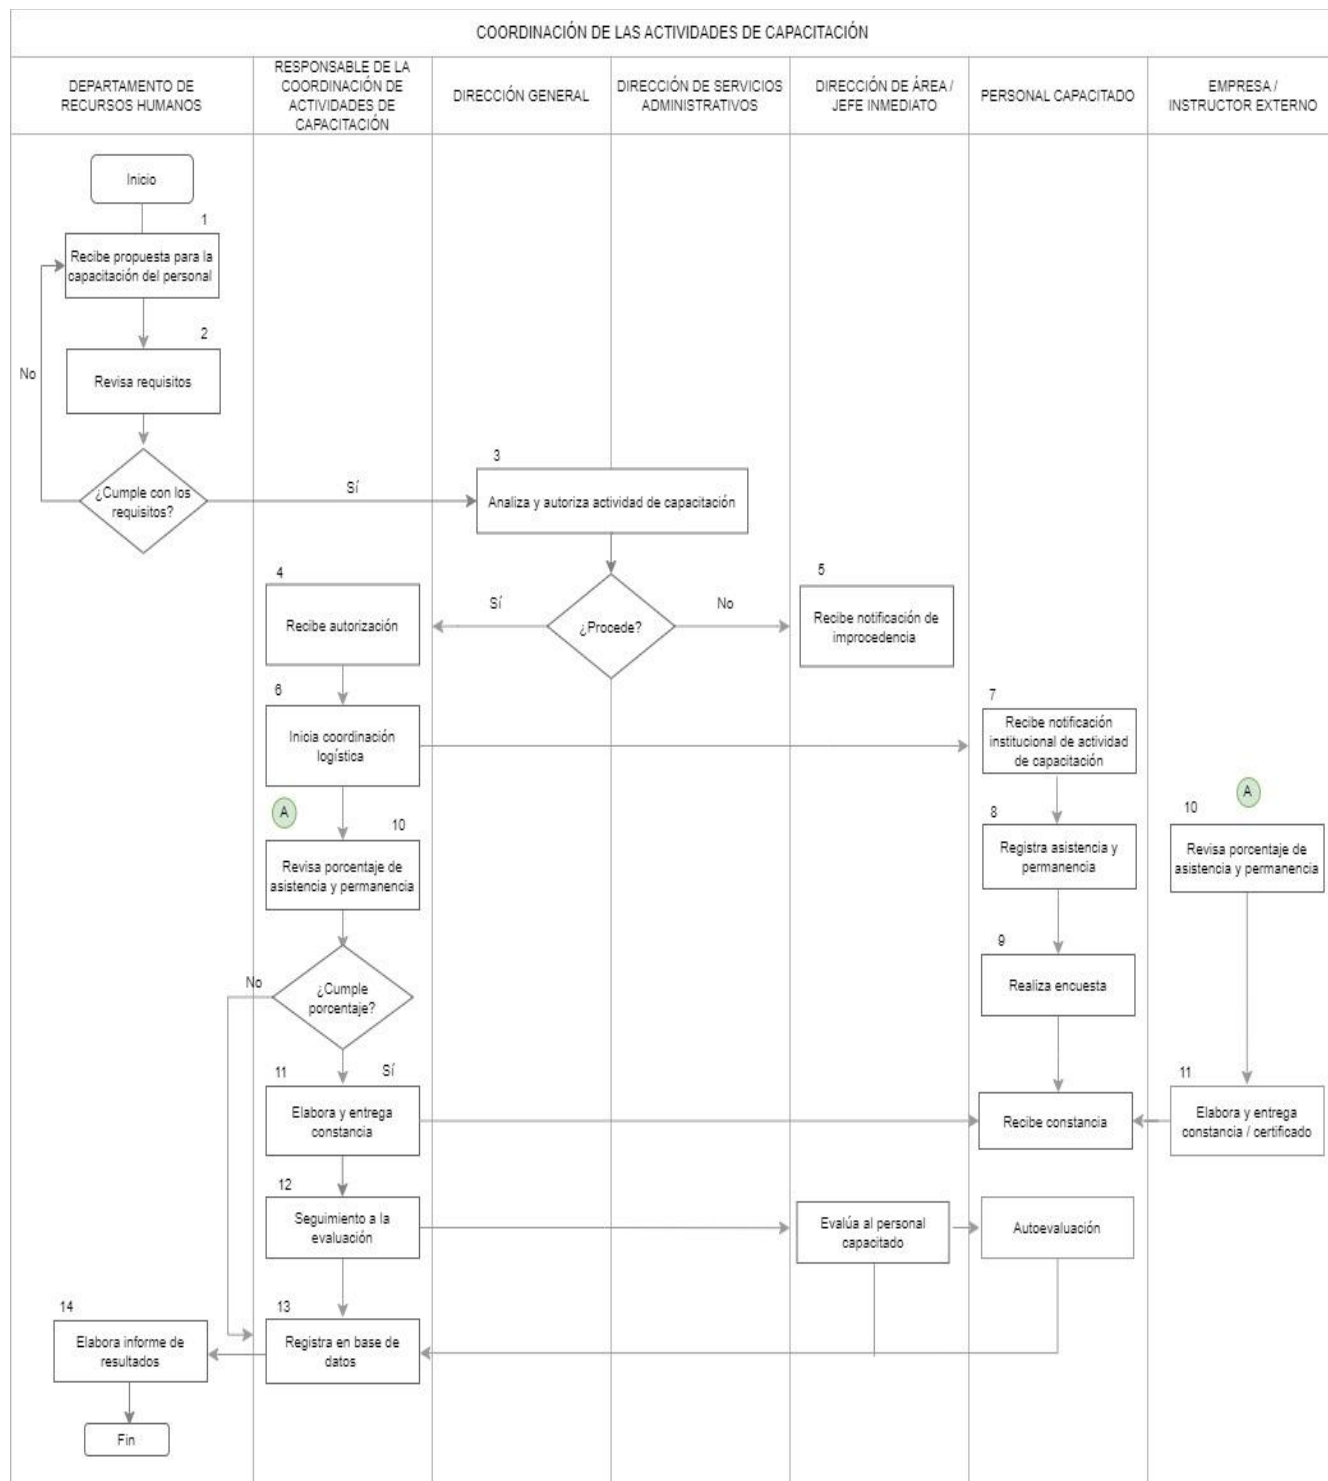 COORDINACIÓN DE LAS ACTIVIDADES DE CAPACITACIÓN
DEPARTAMENTO DE
RECURSOS HUMANOS
RESPONSABLE DE LA
COORDINACIÓN DE
ACTIVIDADES DE
CAPACITACIÓN
DIRECCIÓN GENERAL
DIRECCIÓN DE SERVICIOS
ADMINISTRATIVOS
DIRECCIÓN DE ÁREA /
JEFE INMEDIATO
PERSONAL CAPACITADO
EMPRESA /
INSTRUCTOR EXTERNO
Inicio
1
Recibe propuesta para la
capacitación del personal
2
Revisa requisitos
No
¿Cumple con los
requisitos?
Sí
3
Analiza y autoriza actividad de capacitación
¿Procede?
Sí
No
4
Recibe autorización
5
Recibe notificación de
improcedencia
6
Inicia coordinación
logística
7
Recibe notificación
institucional de actividad
de capacitación
A
10
Revisa porcentaje de
asistencia y permanencia
8
Registra asistencia y
permanencia
A
10
Revisa porcentaje de
asistencia y permanencia
¿Cumple
porcentaje?
No
Sí
9
Realiza encuesta
11
Elabora y entrega
constancia
Recibe constancia
11
Elabora y entrega
constancia / certificado
12
Seguimiento a la
evaluación
Evalúa al personal
capacitado
Autoevaluación
13
Registra en base de
datos
14
Elabora informe de
resultados
Fin